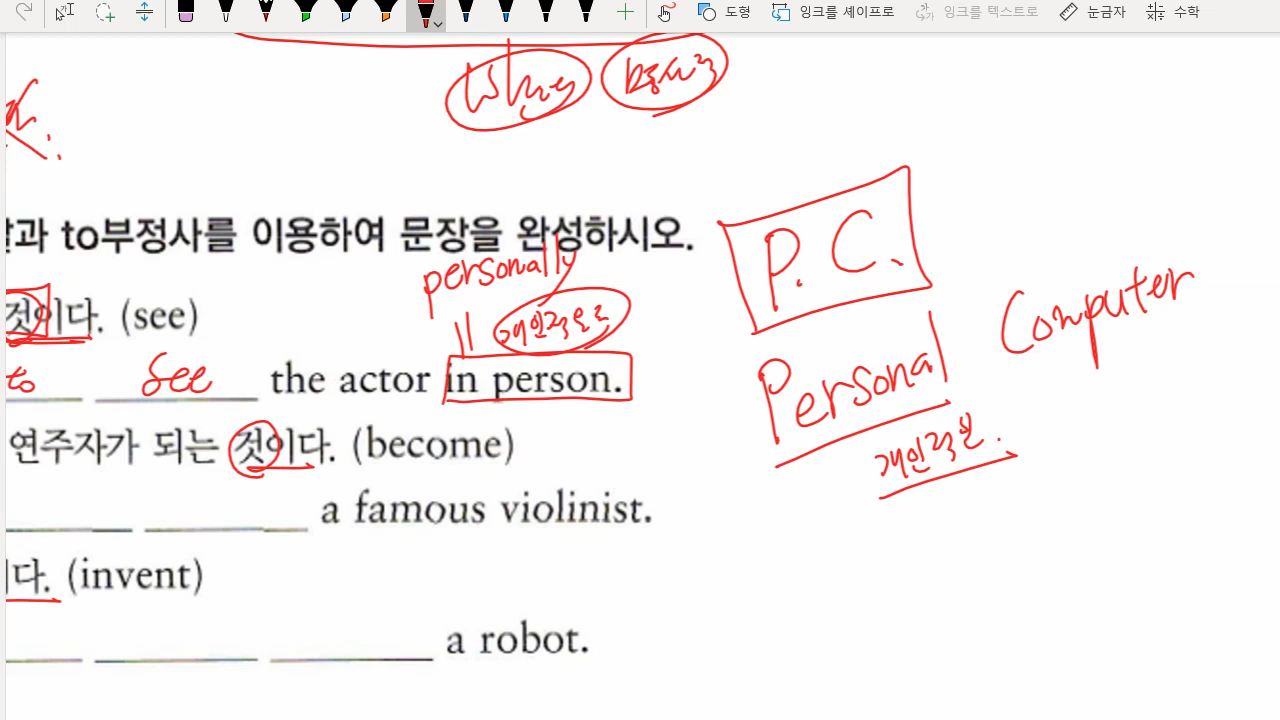 도형 잉크를 셰이프로 잉크를 텍스트로 눈금자 수학
P. C.
과 to부정사를 이용하여 문장을 완성하시오.
personally
Computer
것이다. (see)
개인적으로
to see the actor in person.
Personal
개인적인.
연주자가 되는 것이다. (become)
a famous violinist.
이다. (invent)
a robot.